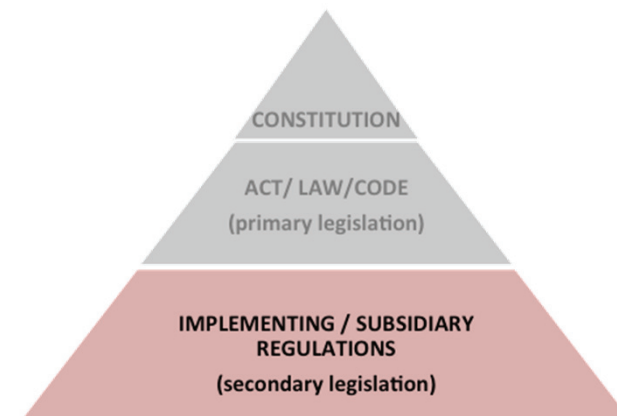 CONSTITUTION
ACT/ LAW/CODE
(primary legislation)
IMPLEMENTING / SUBSIDIARY
REGULATIONS
(secondary legislation)